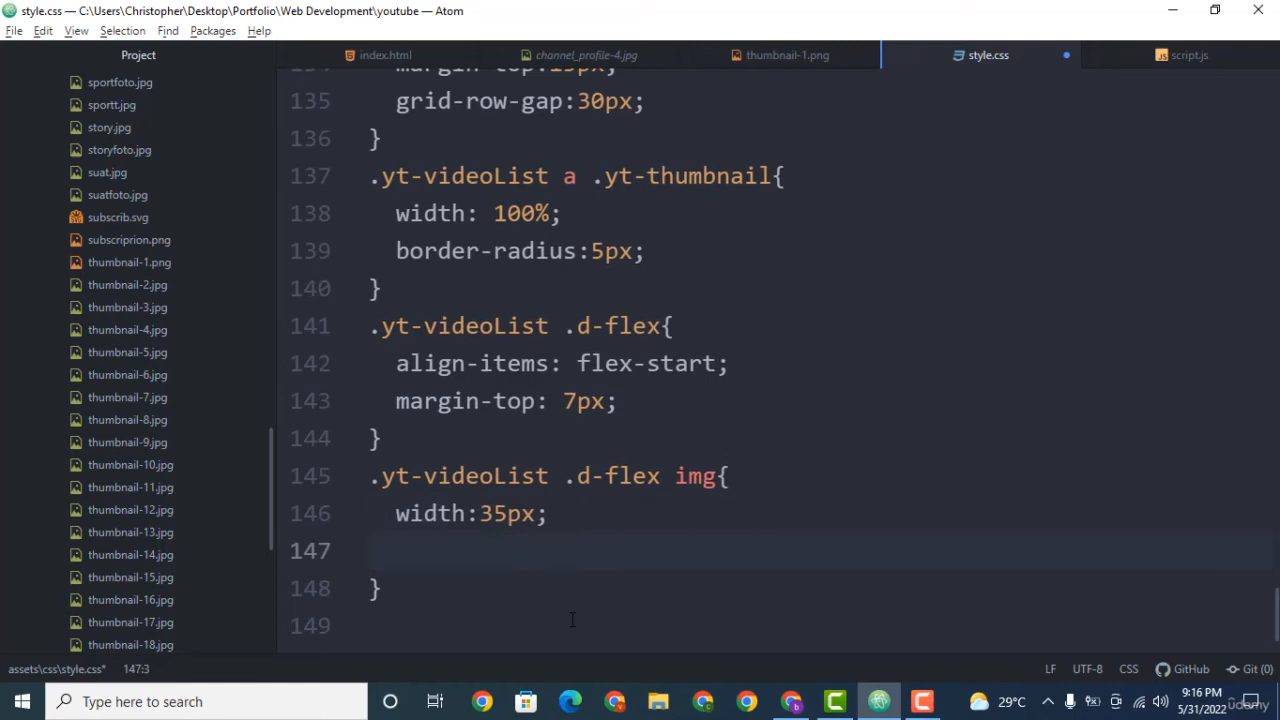 style.css — C:\Users\Christopher\Desktop\Portfolio\Web Development\youtube — Atom
File Edit View Selection Find Packages Help
Project
index.html channel_profile-4.jpg thumbnail-1.png style.css script.js
sportfoto.jpg
sportt.jpg
story.jpg
storyfoto.jpg
suat.jpg
suatfoto.jpg
subscrib.svg
subscriprion.png
thumbnail-1.png
thumbnail-2.jpg
thumbnail-3.jpg
thumbnail-4.jpg
thumbnail-5.jpg
thumbnail-6.jpg
thumbnail-7.jpg
thumbnail-8.jpg
thumbnail-9.jpg
thumbnail-10.jpg
thumbnail-11.jpg
thumbnail-12.jpg
thumbnail-13.jpg
thumbnail-14.jpg
thumbnail-15.jpg
thumbnail-16.jpg
thumbnail-17.jpg
thumbnail-18.jpg
134 margin-top:15px;
135 grid-row-gap:30px;
136 }
137 .yt-videoList a .yt-thumbnail{
138 width: 100%;
139 border-radius:5px;
140 }
141 .yt-videoList .d-flex{
142 align-items: flex-start;
143 margin-top: 7px;
144 }
145 .yt-videoList .d-flex img{
146 width:35px;
147
148 }
149
assets\css\style.css* 147:3 LF UTF-8 CSS GitHub Git (0)
Type here to search 29°C 9:16 PM
5/31/2022
udemy